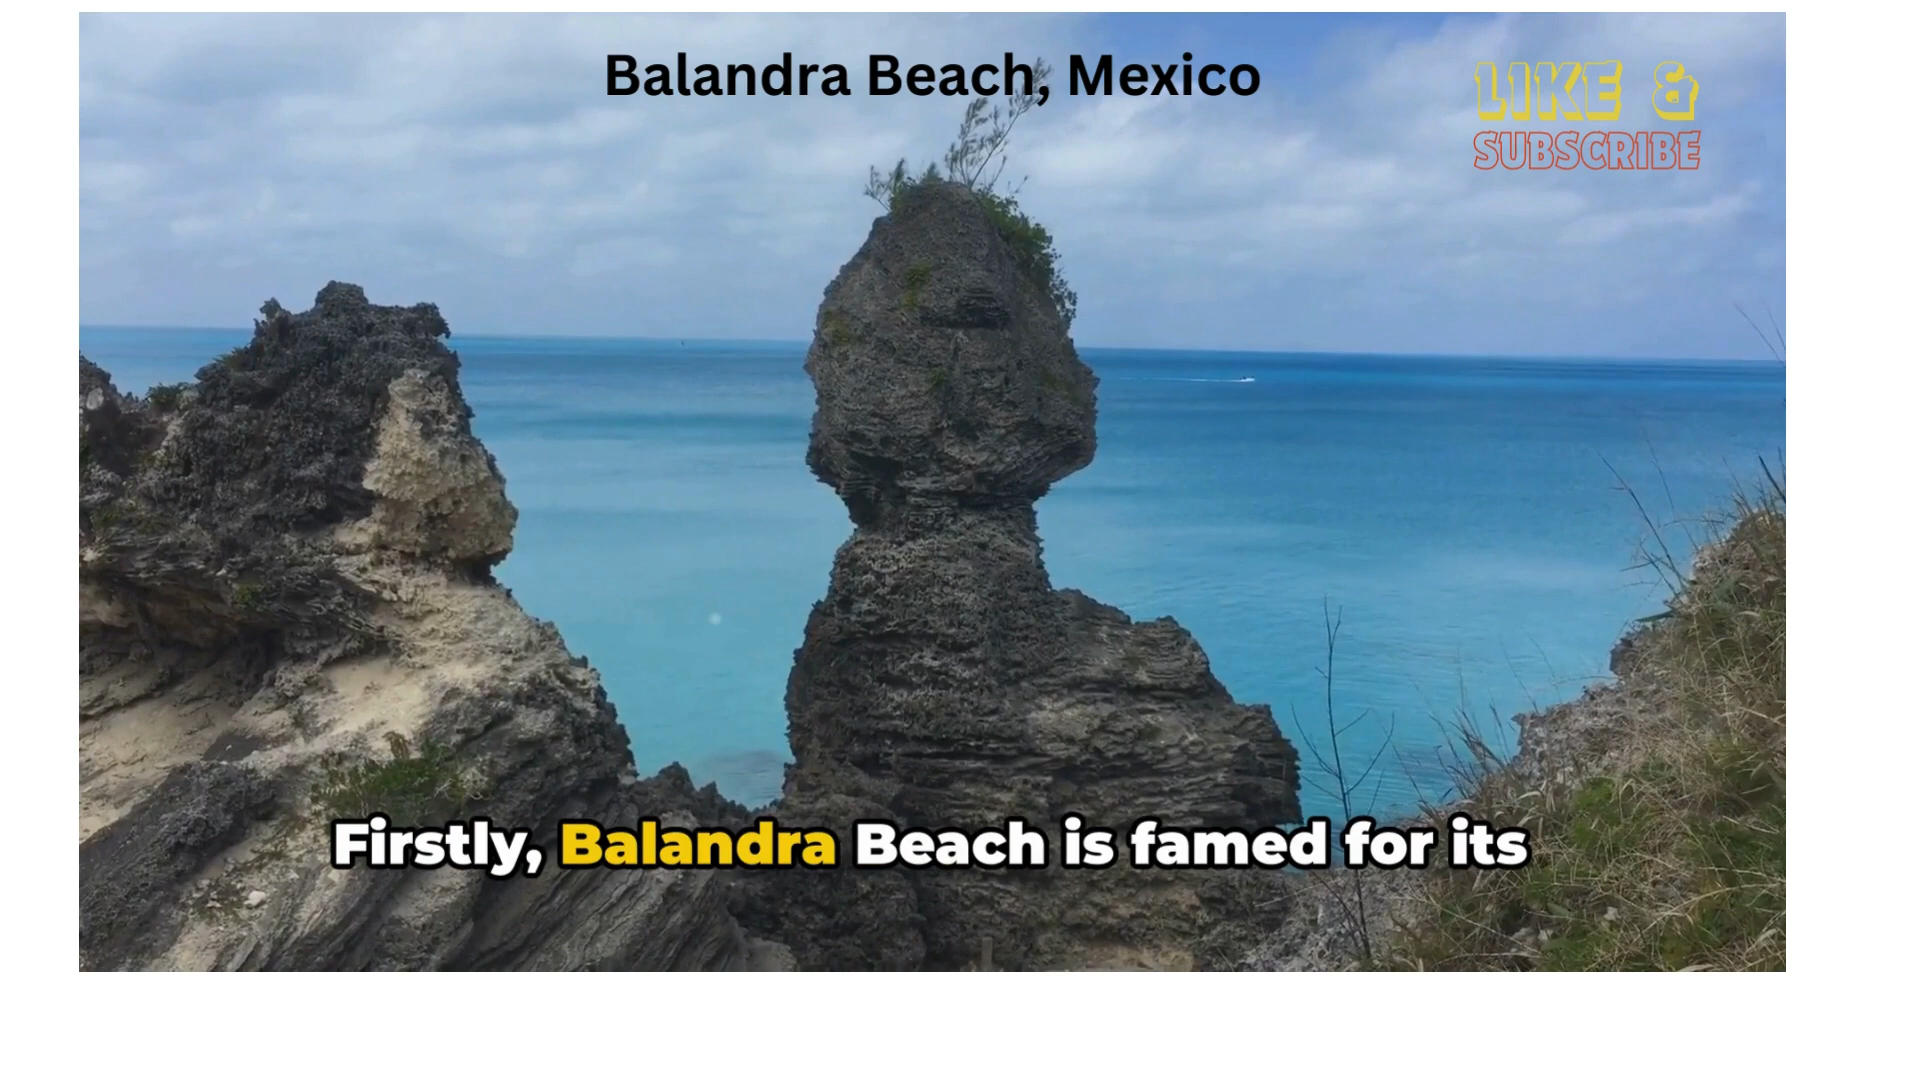 Balandra Beach, Mexico
LIKE &
SUBSCRIBE
Firstly, Balandra Beach is famed for its